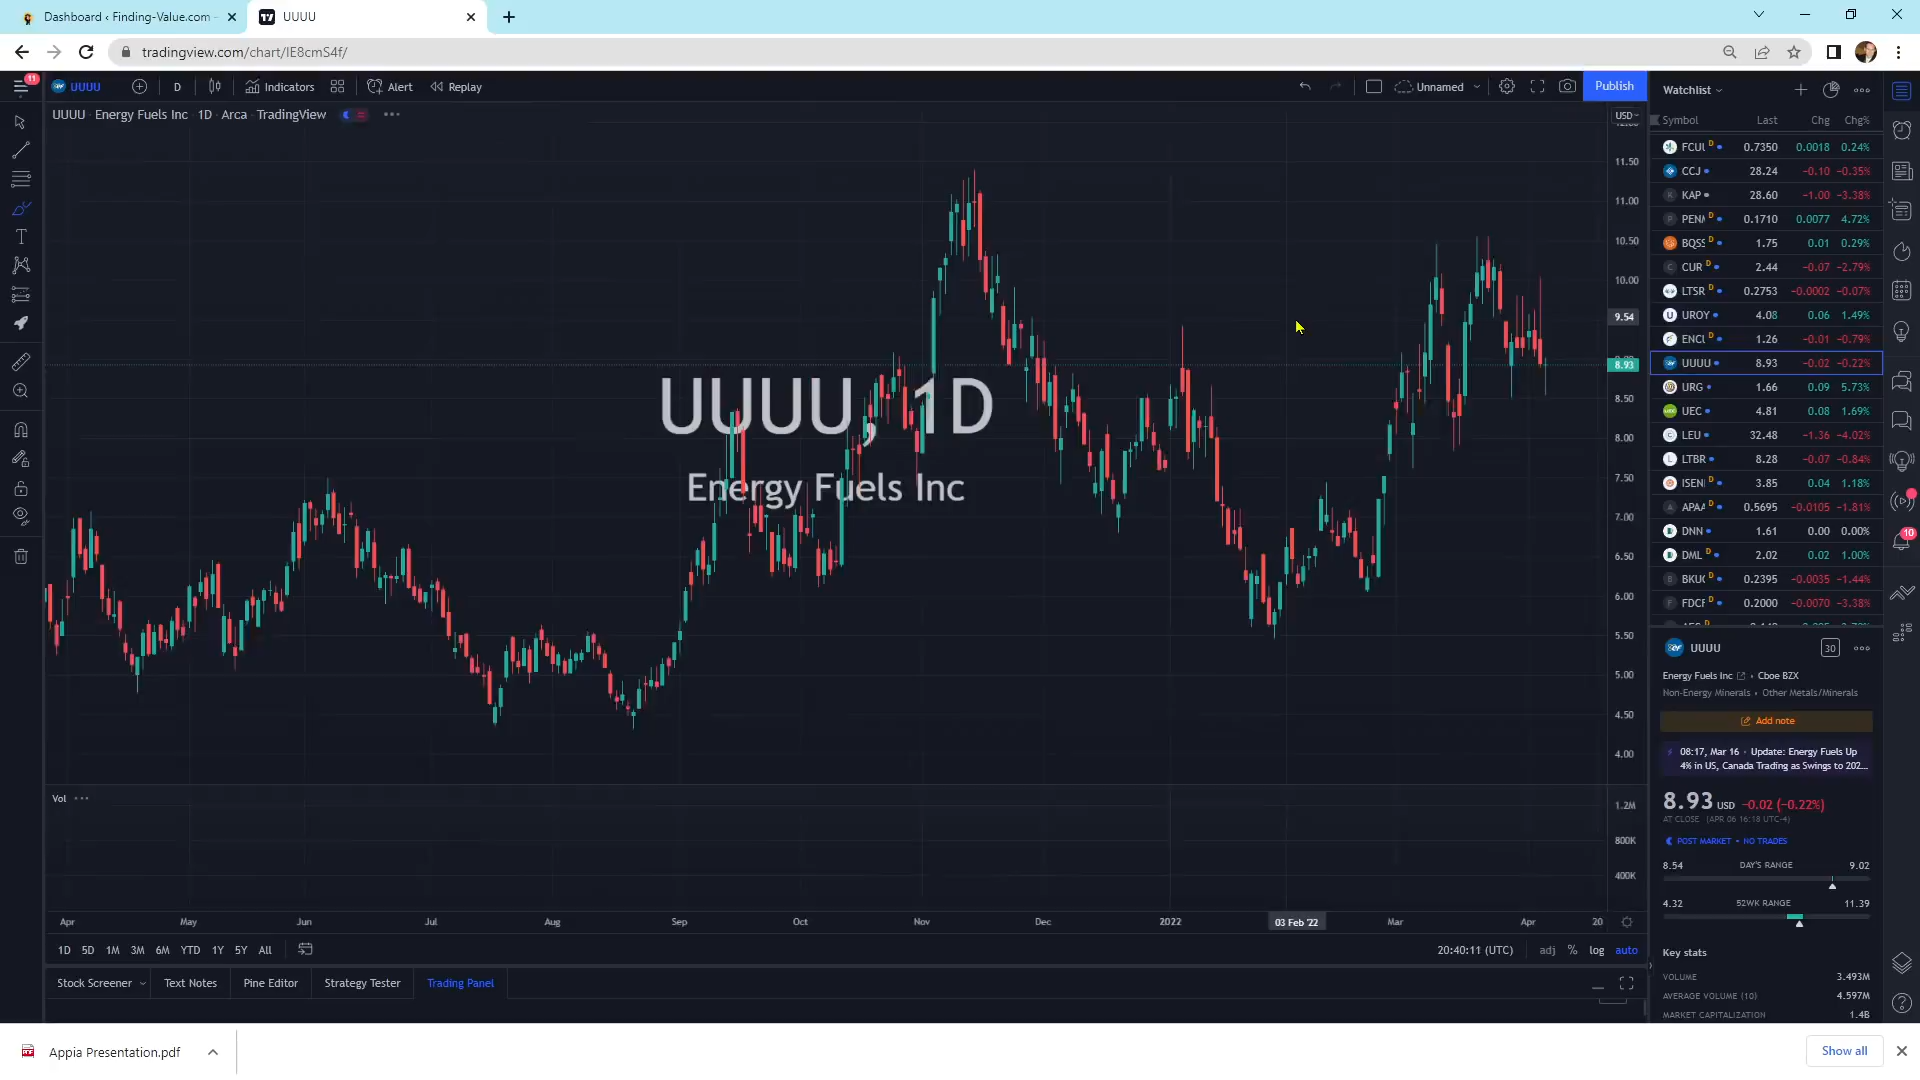 Dashboard ‹ Finding-Value.com -
UUUU
tradingview.com/chart/IE8cmS4f/
11
UUUU
D
Indicators
Alert
Replay
Unnamed
Publish
UUUU · Energy Fuels Inc · 1D · Arca · TradingView
USD
UUUU, 1D
Energy Fuels Inc
11.50
11.00
10.50
10.00
9.54
8.93
8.50
8.00
7.50
7.00
6.50
6.00
5.50
5.00
4.50
4.00
Vol
1.2M
800K
400K
Apr May Jun Jul Aug Sep Oct Nov Dec 2022 03 Feb '22 Mar Apr 20
1D 5D 1M 3M 6M YTD 1Y 5Y All
20:40:11 (UTC) adj % log auto
Stock Screener Text Notes Pine Editor Strategy Tester Trading Panel
Watchlist
Symbol Last Chg Chg%
FCUU D 0.7350 0.0018 0.24%
CCJ 28.24 −0.10 −0.35%
KAP 28.60 −1.00 −3.38%
PENM D 0.1710 0.0077 4.72%
BQSS D 1.75 0.01 0.29%
CUR D 2.44 −0.07 −2.79%
LTSR D 0.2753 −0.0002 −0.07%
UROY 4.08 0.06 1.49%
ENCU D 1.26 −0.01 −0.79%
UUUU 8.93 −0.02 −0.22%
URG 1.66 0.09 5.73%
UEC 4.81 0.08 1.69%
LEU 32.48 −1.36 −4.02%
LTBR 8.28 −0.07 −0.84%
ISENF D 3.85 0.04 1.18%
APAA D 0.5695 −0.0105 −1.81%
DNN 1.61 0.00 0.00%
DML D 2.02 0.02 1.00%
BKUC D 0.2395 −0.0035 −1.44%
FDCF D 0.2000 −0.0070 −3.38%
10
UUUU
30
Energy Fuels Inc • Cboe BZX
Non-Energy Minerals • Other Metals/Minerals
Add note
08:17, Mar 16 · Update: Energy Fuels Up
4% in US, Canada Trading as Swings to 202...
8.93 USD −0.02 (−0.22%)
AT CLOSE (APR 06 16:18 UTC-4)
POST MARKET • NO TRADES
8.54 DAY'S RANGE 9.02
4.32 52WK RANGE 11.39
Key stats
VOLUME 3.493M
AVERAGE VOLUME (10) 4.597M
MARKET CAPITALIZATION 1.4B
Appia Presentation.pdf
Show all